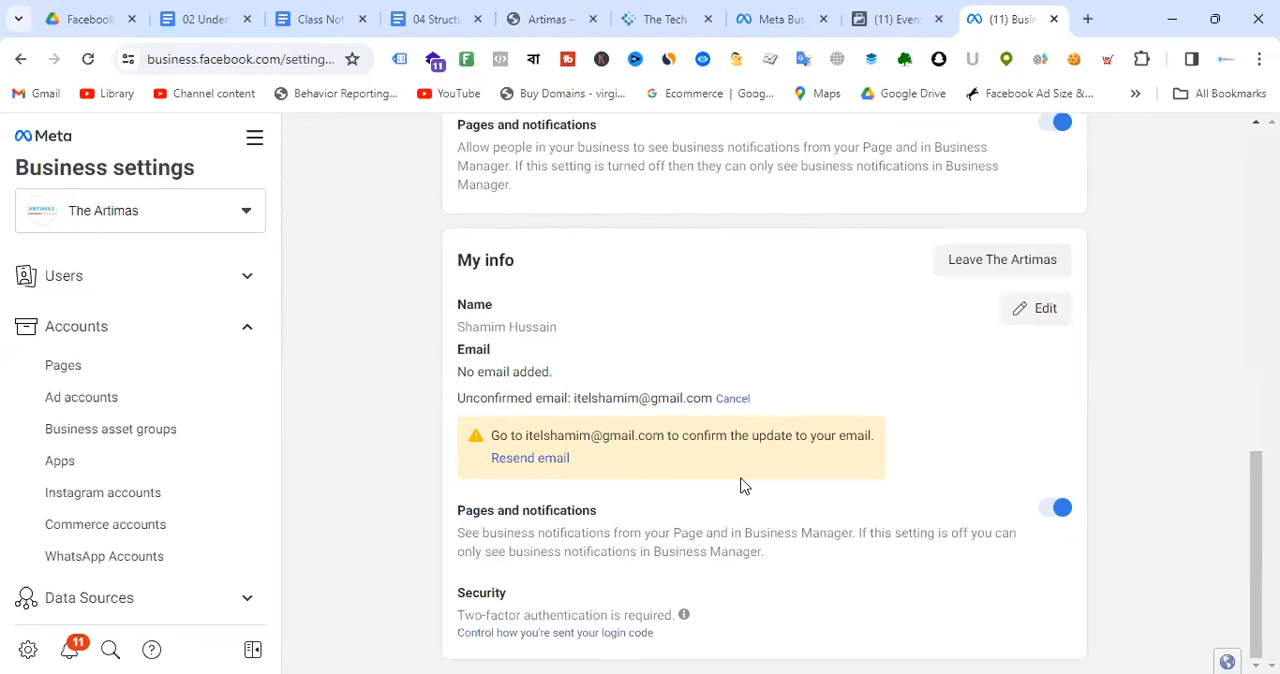 Facebook
02 Under
Class Not
04 Structu
Artimas –
The Tech
Meta Bus
(11) Even
(11) Busin
business.facebook.com/setting...
11
Gmail
Library
Channel content
Behavior Reporting...
YouTube
Buy Domains - virgi...
Ecommerce | Goog...
Maps
Google Drive
Facebook Ad Size &...
All Bookmarks
Meta
Business settings
ARTIMAS
The Artimas
Users
Accounts
Pages
Ad accounts
Business asset groups
Apps
Instagram accounts
Commerce accounts
WhatsApp Accounts
Data Sources
11
Pages and notifications
Allow people in your business to see business notifications from your Page and in Business
Manager. If this setting is turned off then they can only see business notifications in Business
Manager.
My info
Leave The Artimas
Name
Edit
Shamim Hussain
Email
No email added.
Unconfirmed email: itelshamim@gmail.com Cancel
Go to itelshamim@gmail.com to confirm the update to your email.
Resend email
Pages and notifications
See business notifications from your Page and in Business Manager. If this setting is off you can
only see business notifications in Business Manager.
Security
Two-factor authentication is required.
Control how you're sent your login code